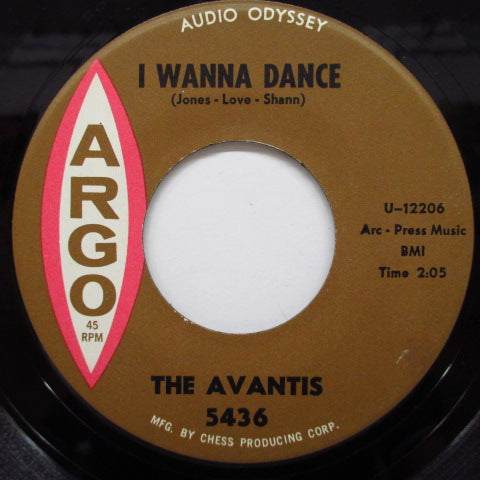 AUDIO ODYSSEY
I WANNA DANCE
(Jones - Love - Shann)
ARGO
45
RPM
U-12206
Arc - Press Music
BMI
Time 2:05
THE AVANTIS
5436
MFG. BY CHESS PRODUCING CORP.